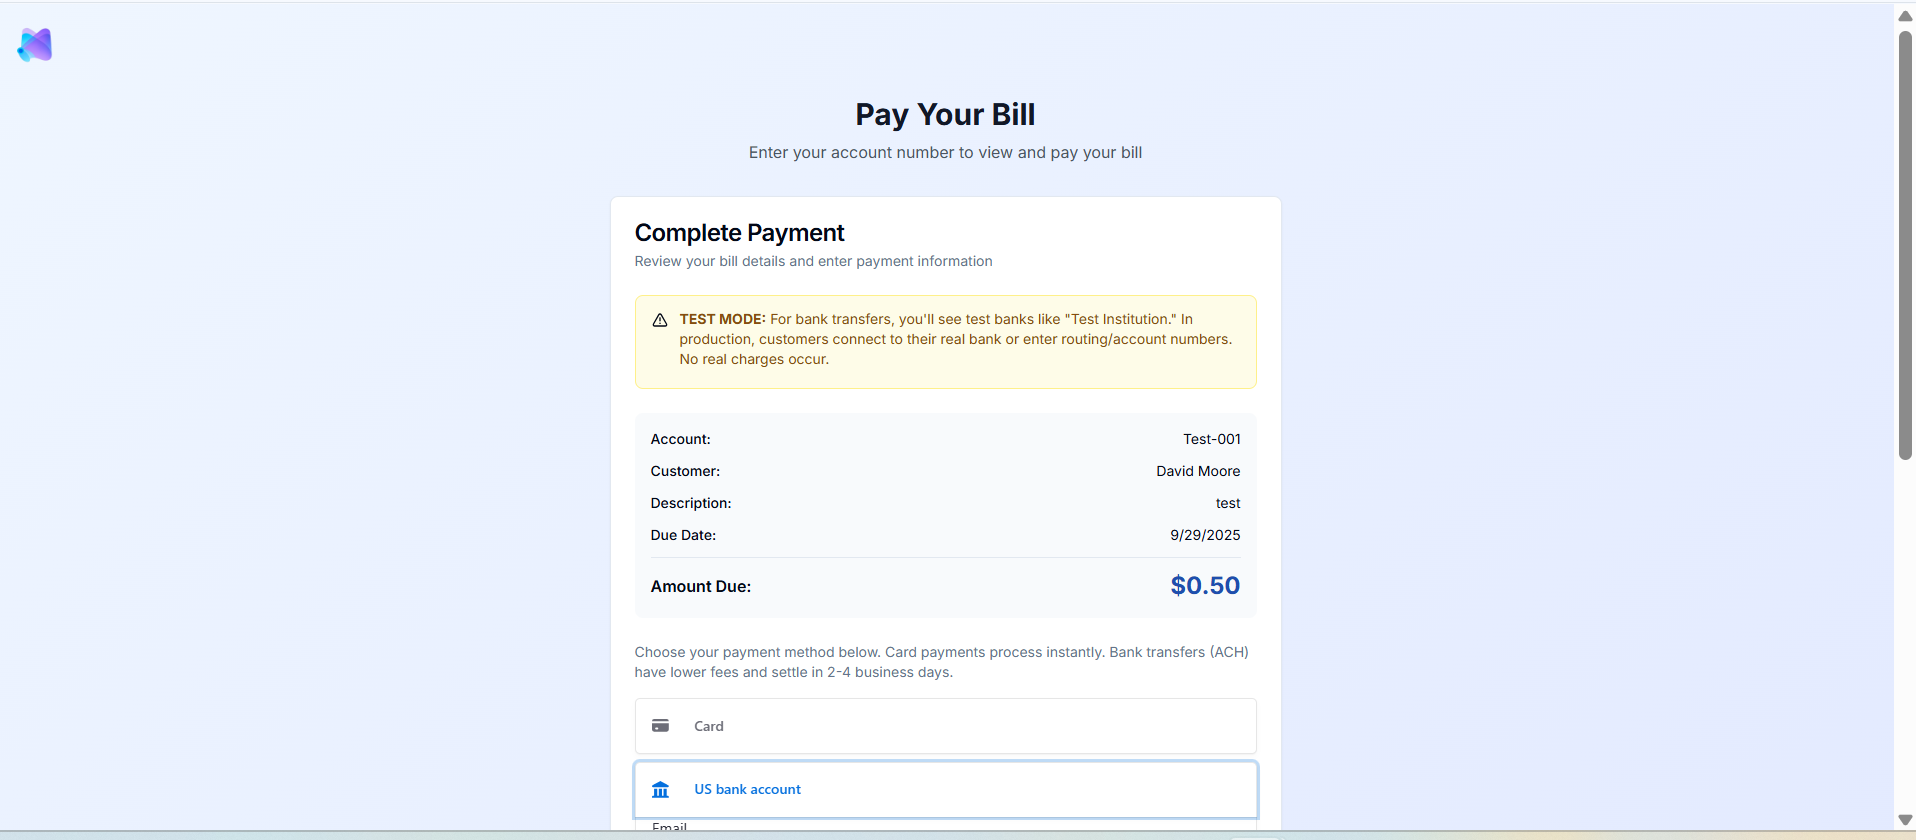 Pay Your Bill
Enter your account number to view and pay your bill
Complete Payment
Review your bill details and enter payment information
TEST MODE: For bank transfers, you'll see test banks like "Test Institution." In
production, customers connect to their real bank or enter routing/account numbers.
No real charges occur.
Account: Test-001
Customer: David Moore
Description: test
Due Date: 9/29/2025
Amount Due: $0.50
Choose your payment method below. Card payments process instantly. Bank transfers (ACH)
have lower fees and settle in 2-4 business days.
Card
US bank account
Email